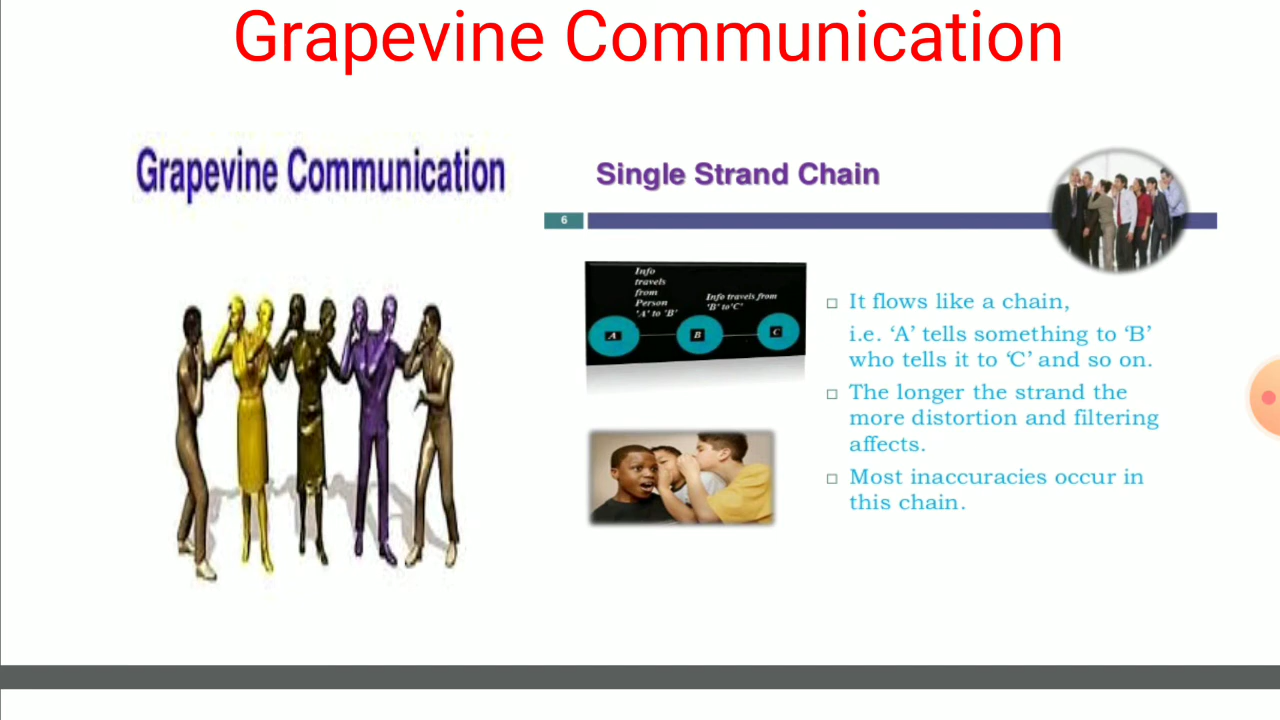 Grapevine Communication
Grapevine Communication
Single Strand Chain
6
Info
travels
from
Person
'A' to 'B'
Info travels from
'B' to'C'
A
B
C
□ It flows like a chain,
i.e. ‘A’ tells something to ‘B’
who tells it to ‘C’ and so on.
□ The longer the strand the
more distortion and filtering
affects.
□ Most inaccuracies occur in
this chain.